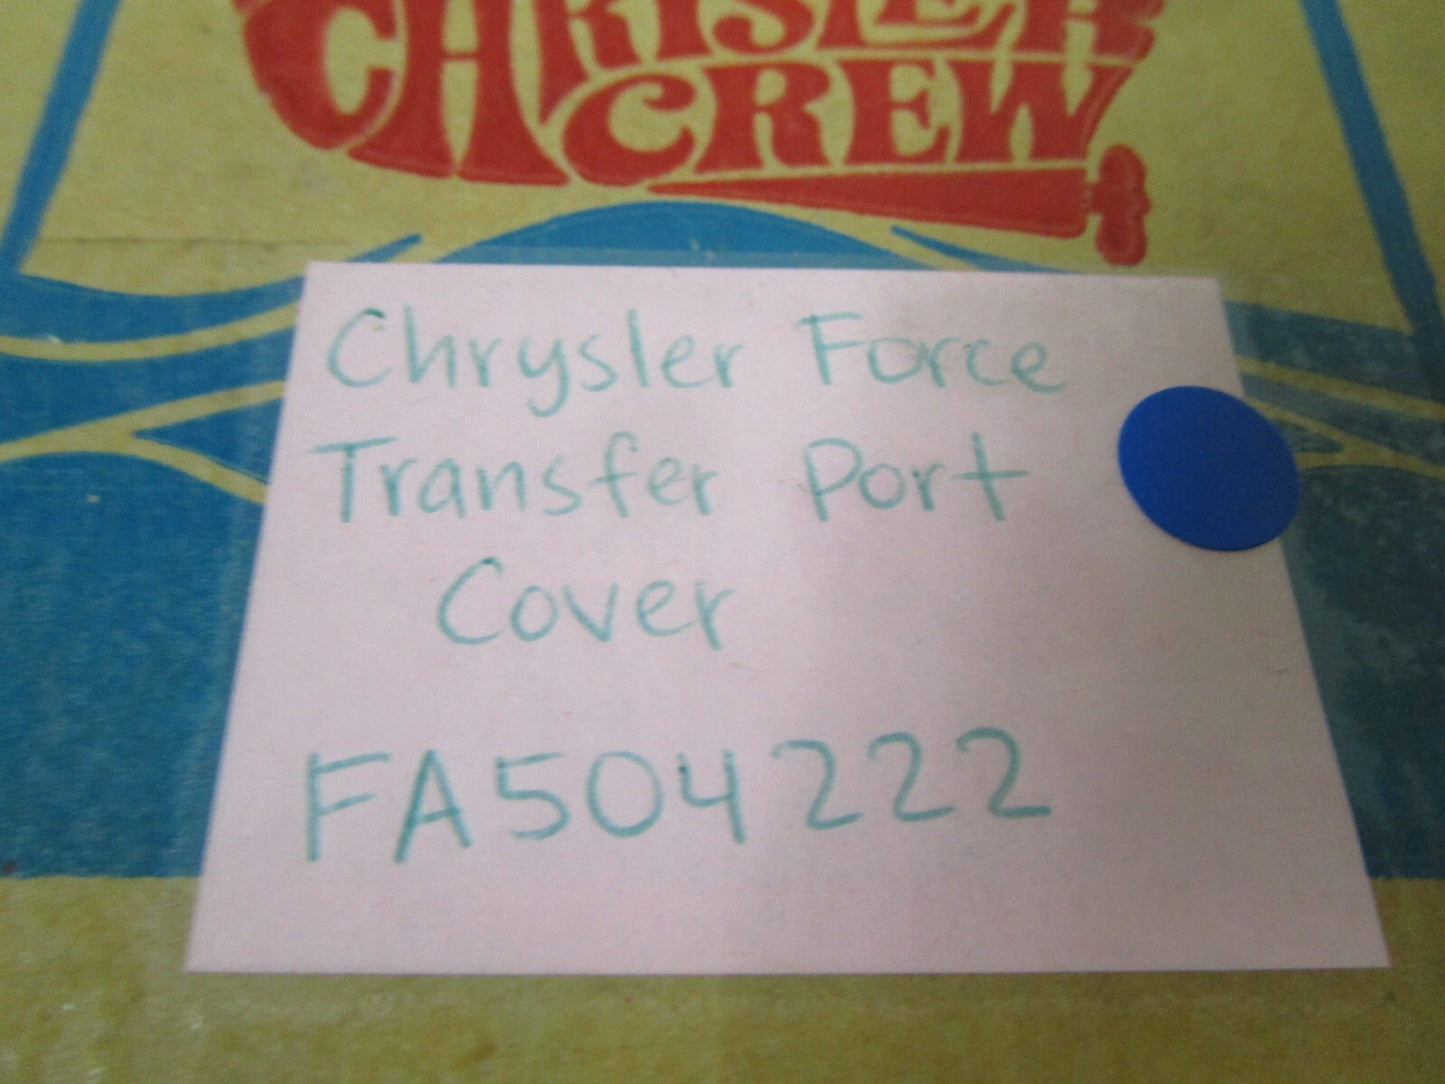 CHRYSLER
CREW
Chrysler Force
Transfer Port
Cover
FA504222